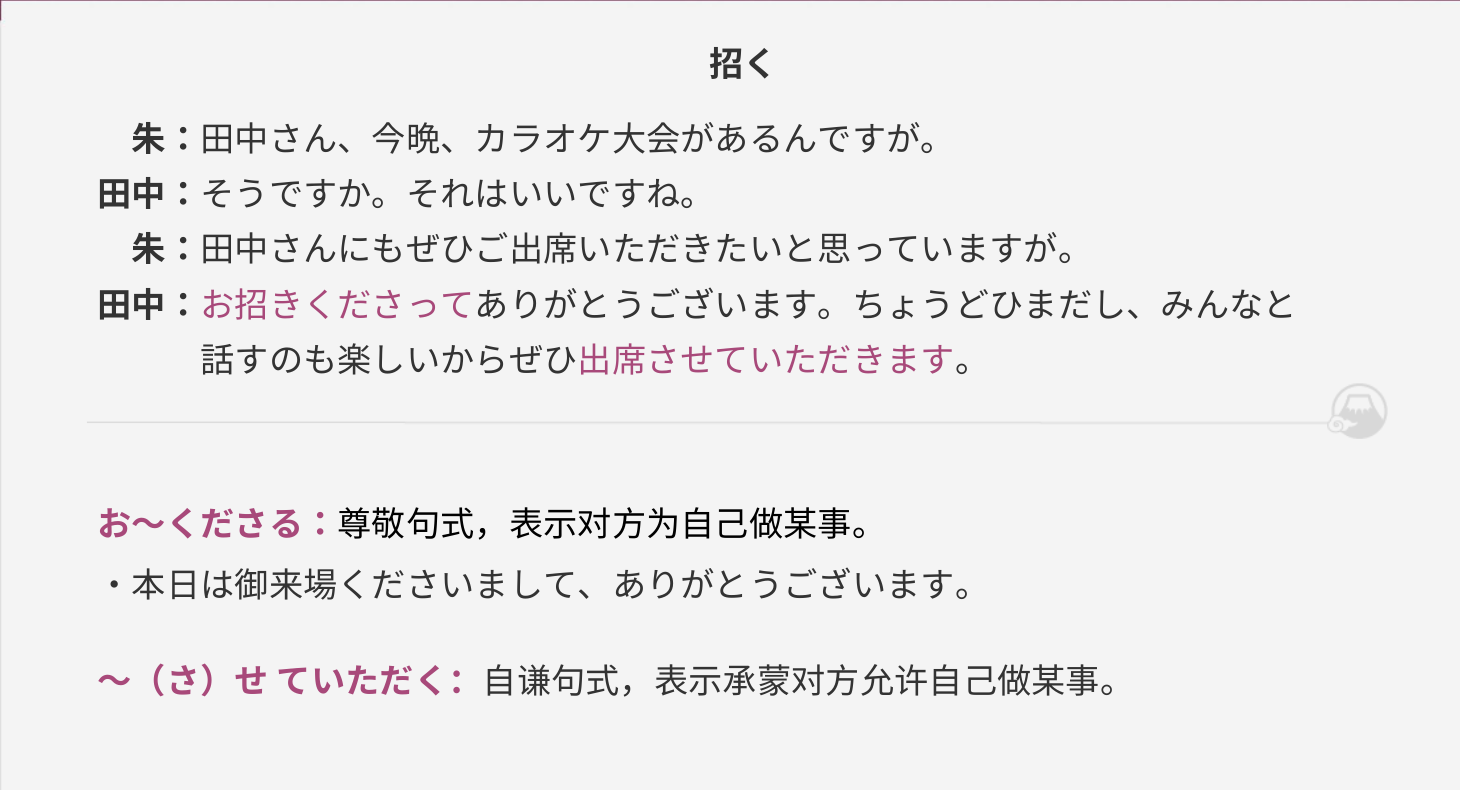 招く
朱：田中さん、今晩、カラオケ大会があるんですが。
田中：そうですか。それはいいですね。
朱：田中さんにもぜひご出席いただきたいと思っていますが。
田中：お招きくださってありがとうございます。ちょうどひまだし、みんなと
話すのも楽しいからぜひ出席させていただきます。
お～くださる：尊敬句式，表示对方为自己做某事。
・本日は御来場くださいまして、ありがとうございます。
～（さ）せ ていただく：自谦句式，表示承蒙对方允许自己做某事。